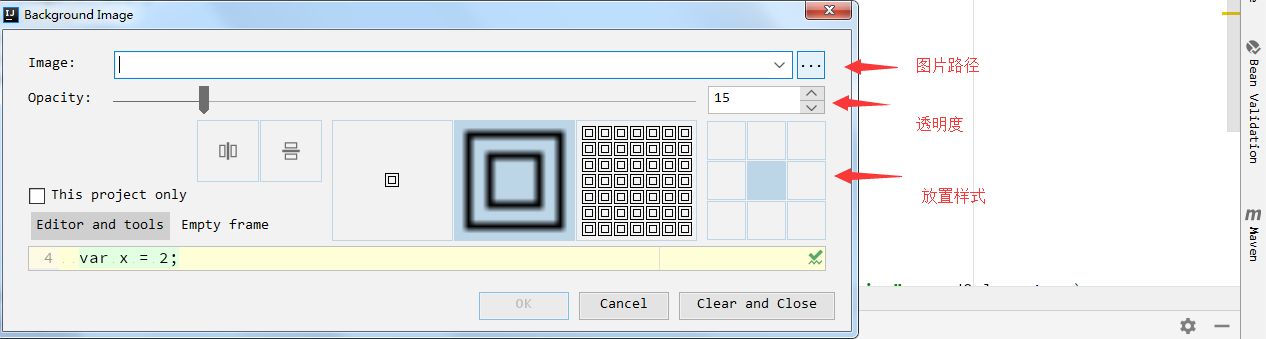 Background Image
Image:
图片路径
Opacity:
15
透明度
This project only
放置样式
Editor and tools
Empty frame
4
var x = 2;
OK
Cancel
Clear and Close
Bean Validation
m
Maven